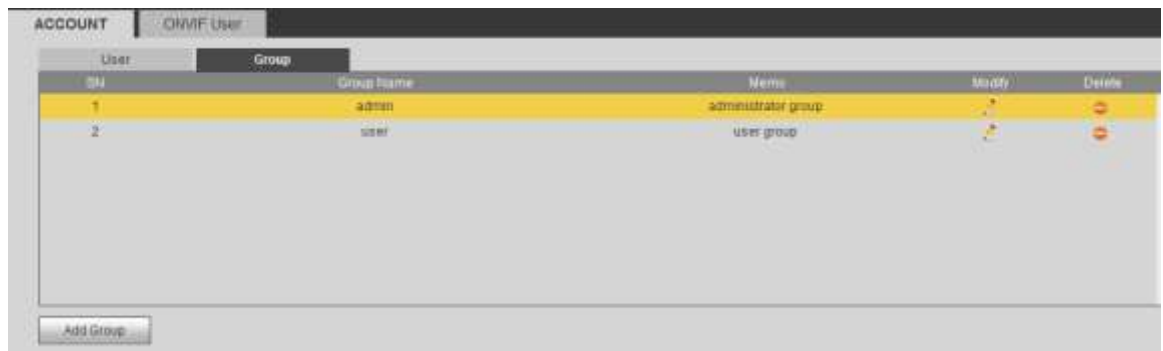 ACCOUNT ONVIF User
User Group
SN Group Name Memo Modify Delete
1 admin administrator group
2 user user group
Add Group